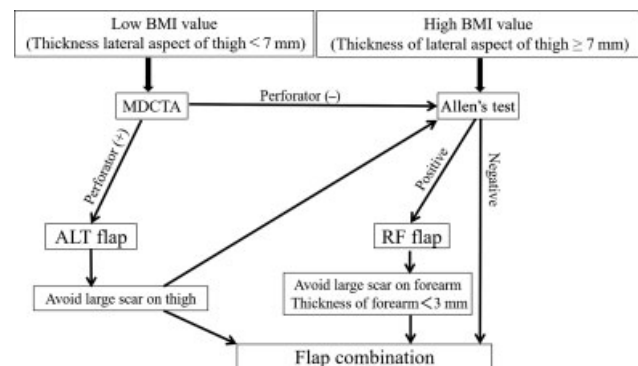 Low BMI value
(Thickness lateral aspect of thigh < 7 mm)
High BMI value
(Thickness of lateral aspect of thigh ≥ 7 mm)
MDCTA
Perforator (–)
Allen's test
Perforator (+)
Positive
Negative
ALT flap
RF flap
Avoid large scar on thigh
Avoid large scar on forearm
Thickness of forearm<3 mm
Flap combination